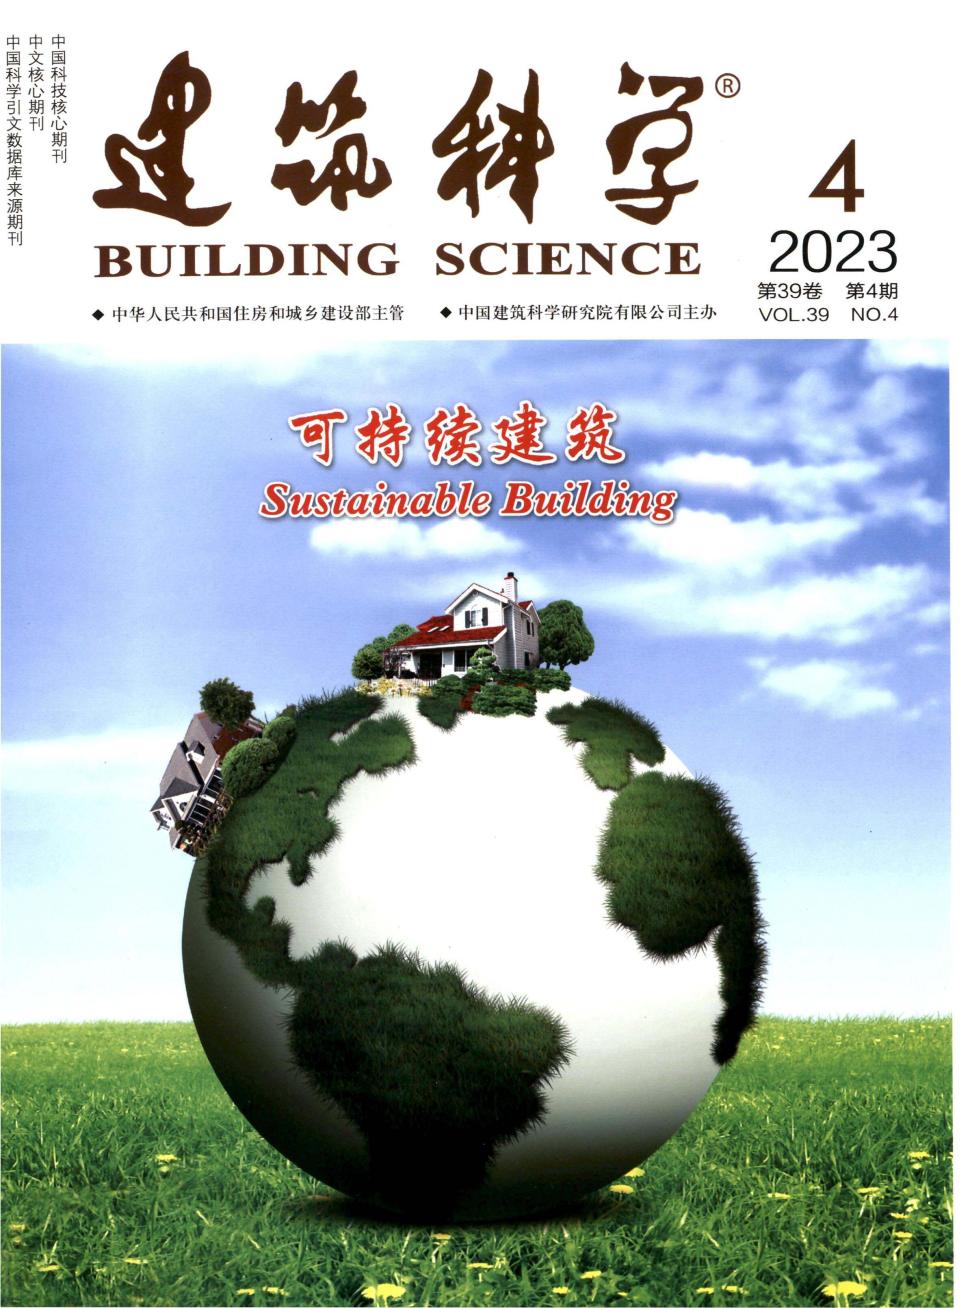 中国科技核心期刊
中文核心期刊
中国科学引文数据库来源期刊
建筑科学®
BUILDING SCIENCE
4
2023
第39卷 第4期
VOL.39 NO.4
◆ 中华人民共和国住房和城乡建设部主管 ◆ 中国建筑科学研究院有限公司主办
可持续建筑
Sustainable Building